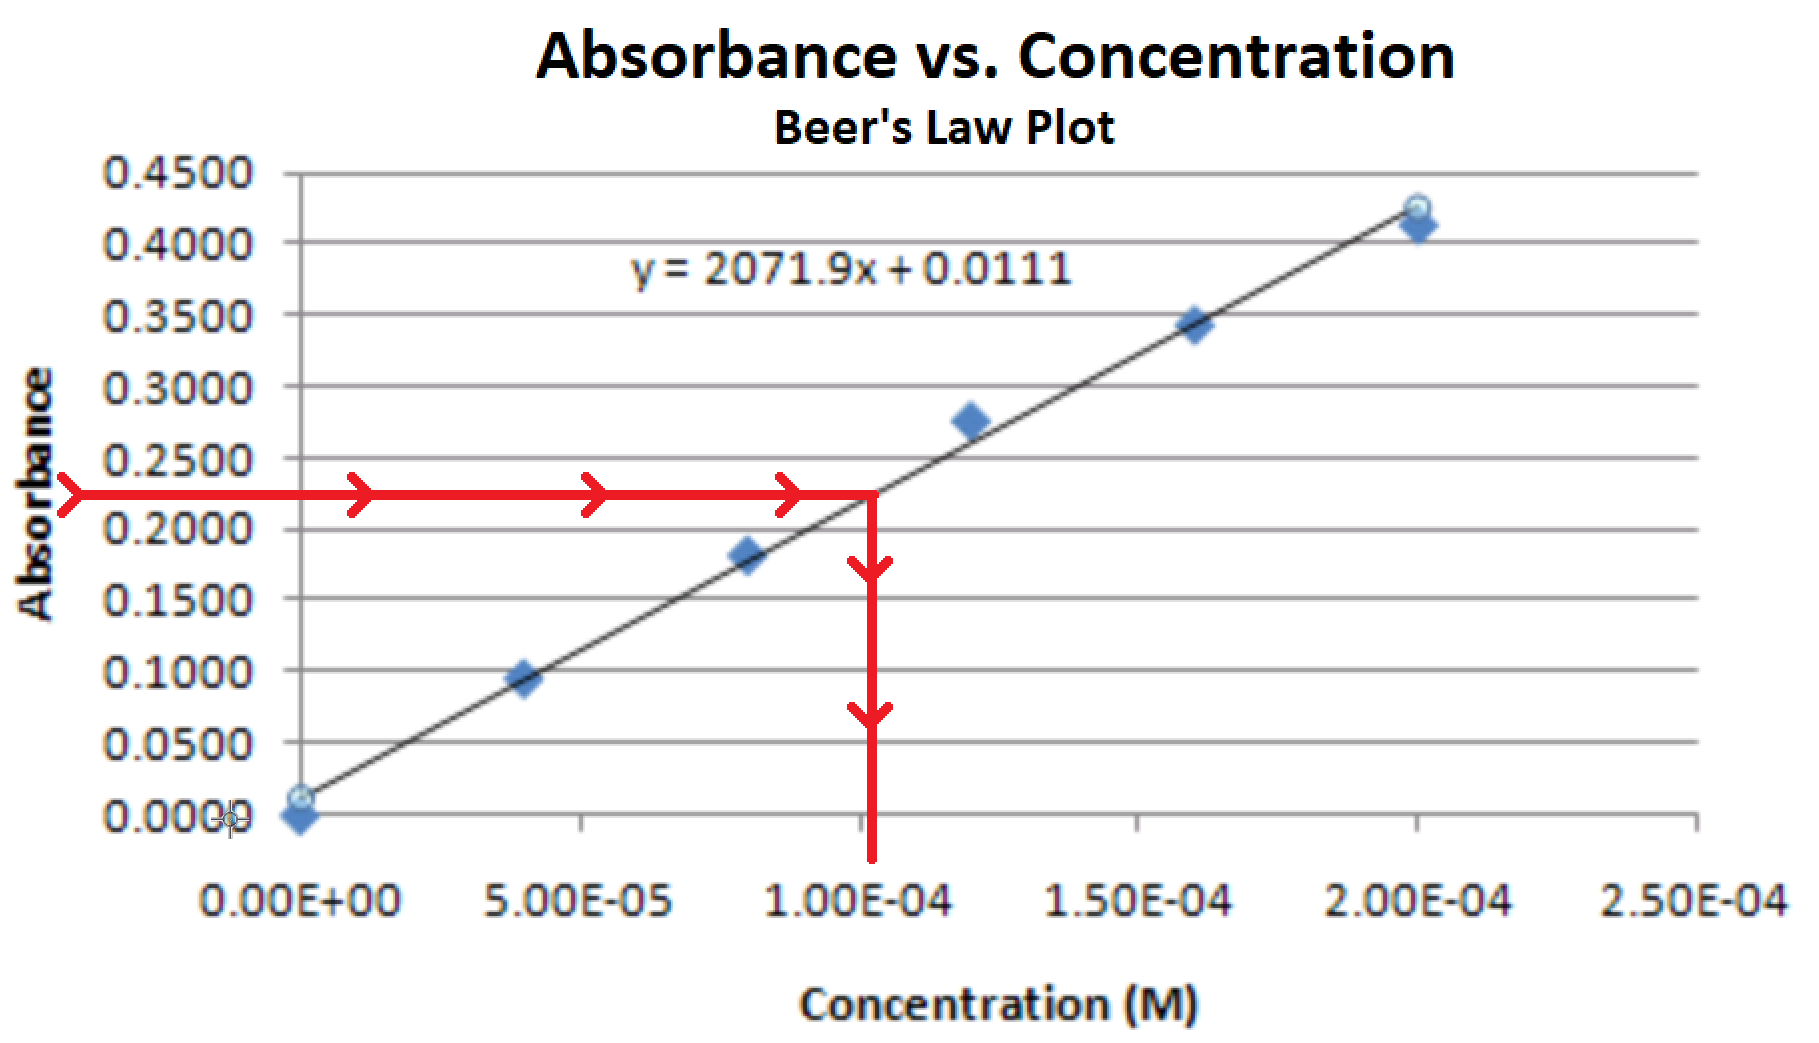 Absorbance vs. Concentration
Beer's Law Plot
0.4500
0.4000
y = 2071.9x + 0.0111
0.3500
0.3000
0.2500
0.2000
0.1500
0.1000
0.0500
0.0000
Absorbance
0.00E+00 5.00E-05 1.00E-04 1.50E-04 2.00E-04 2.50E-04
Concentration (M)